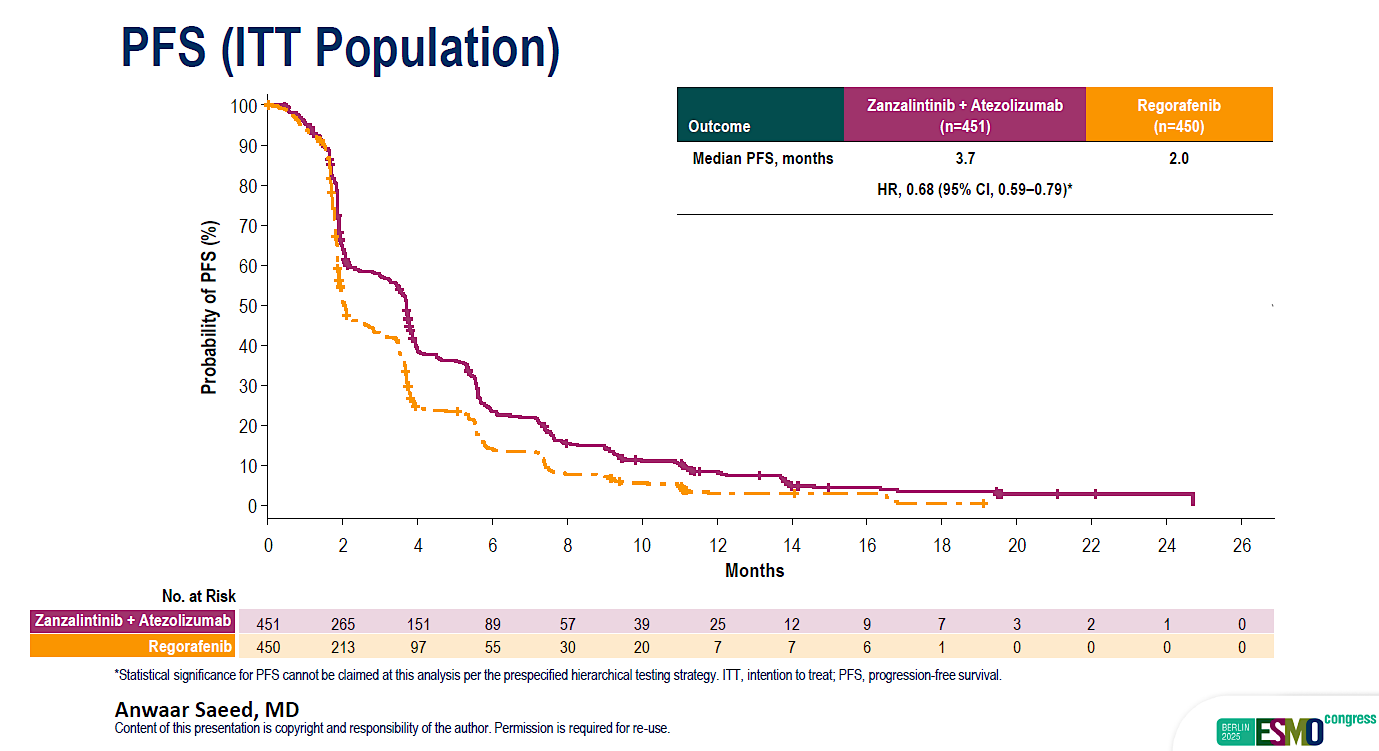 PFS (ITT Population)
Outcome
Zanzalintinib + Atezolizumab
(n=451)
Regorafenib
(n=450)
Median PFS, months 3.7 2.0
HR, 0.68 (95% CI, 0.59–0.79)*
Probability of PFS (%)
100
90
80
70
60
50
40
30
20
10
0
0 2 4 6 8 10 12 14 16 18 20 22 24 26
Months
No. at Risk
Zanzalintinib + Atezolizumab 451 265 151 89 57 39 25 12 9 7 3 2 1 0
Regorafenib 450 213 97 55 30 20 7 7 6 1 0 0 0 0
*Statistical significance for PFS cannot be claimed at this analysis per the prespecified hierarchical testing strategy. ITT, intention to treat; PFS, progression-free survival.
Anwaar Saeed, MD
Content of this presentation is copyright and responsibility of the author. Permission is required for re-use.
BERLIN
2025
ESMO congress